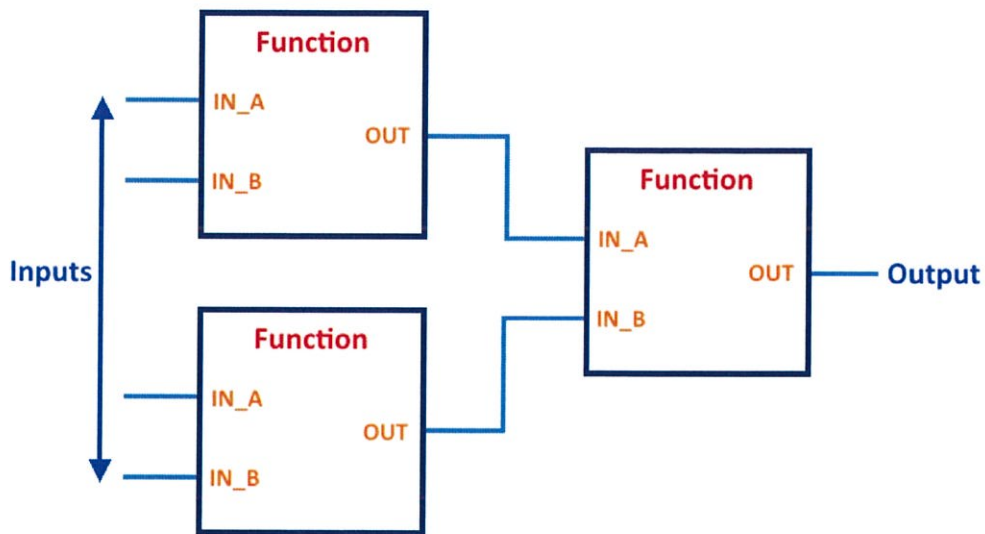 Function
IN_A
OUT
IN_B
Function
IN_A
OUT
IN_B
Inputs
Output
Function
IN_A
OUT
IN_B